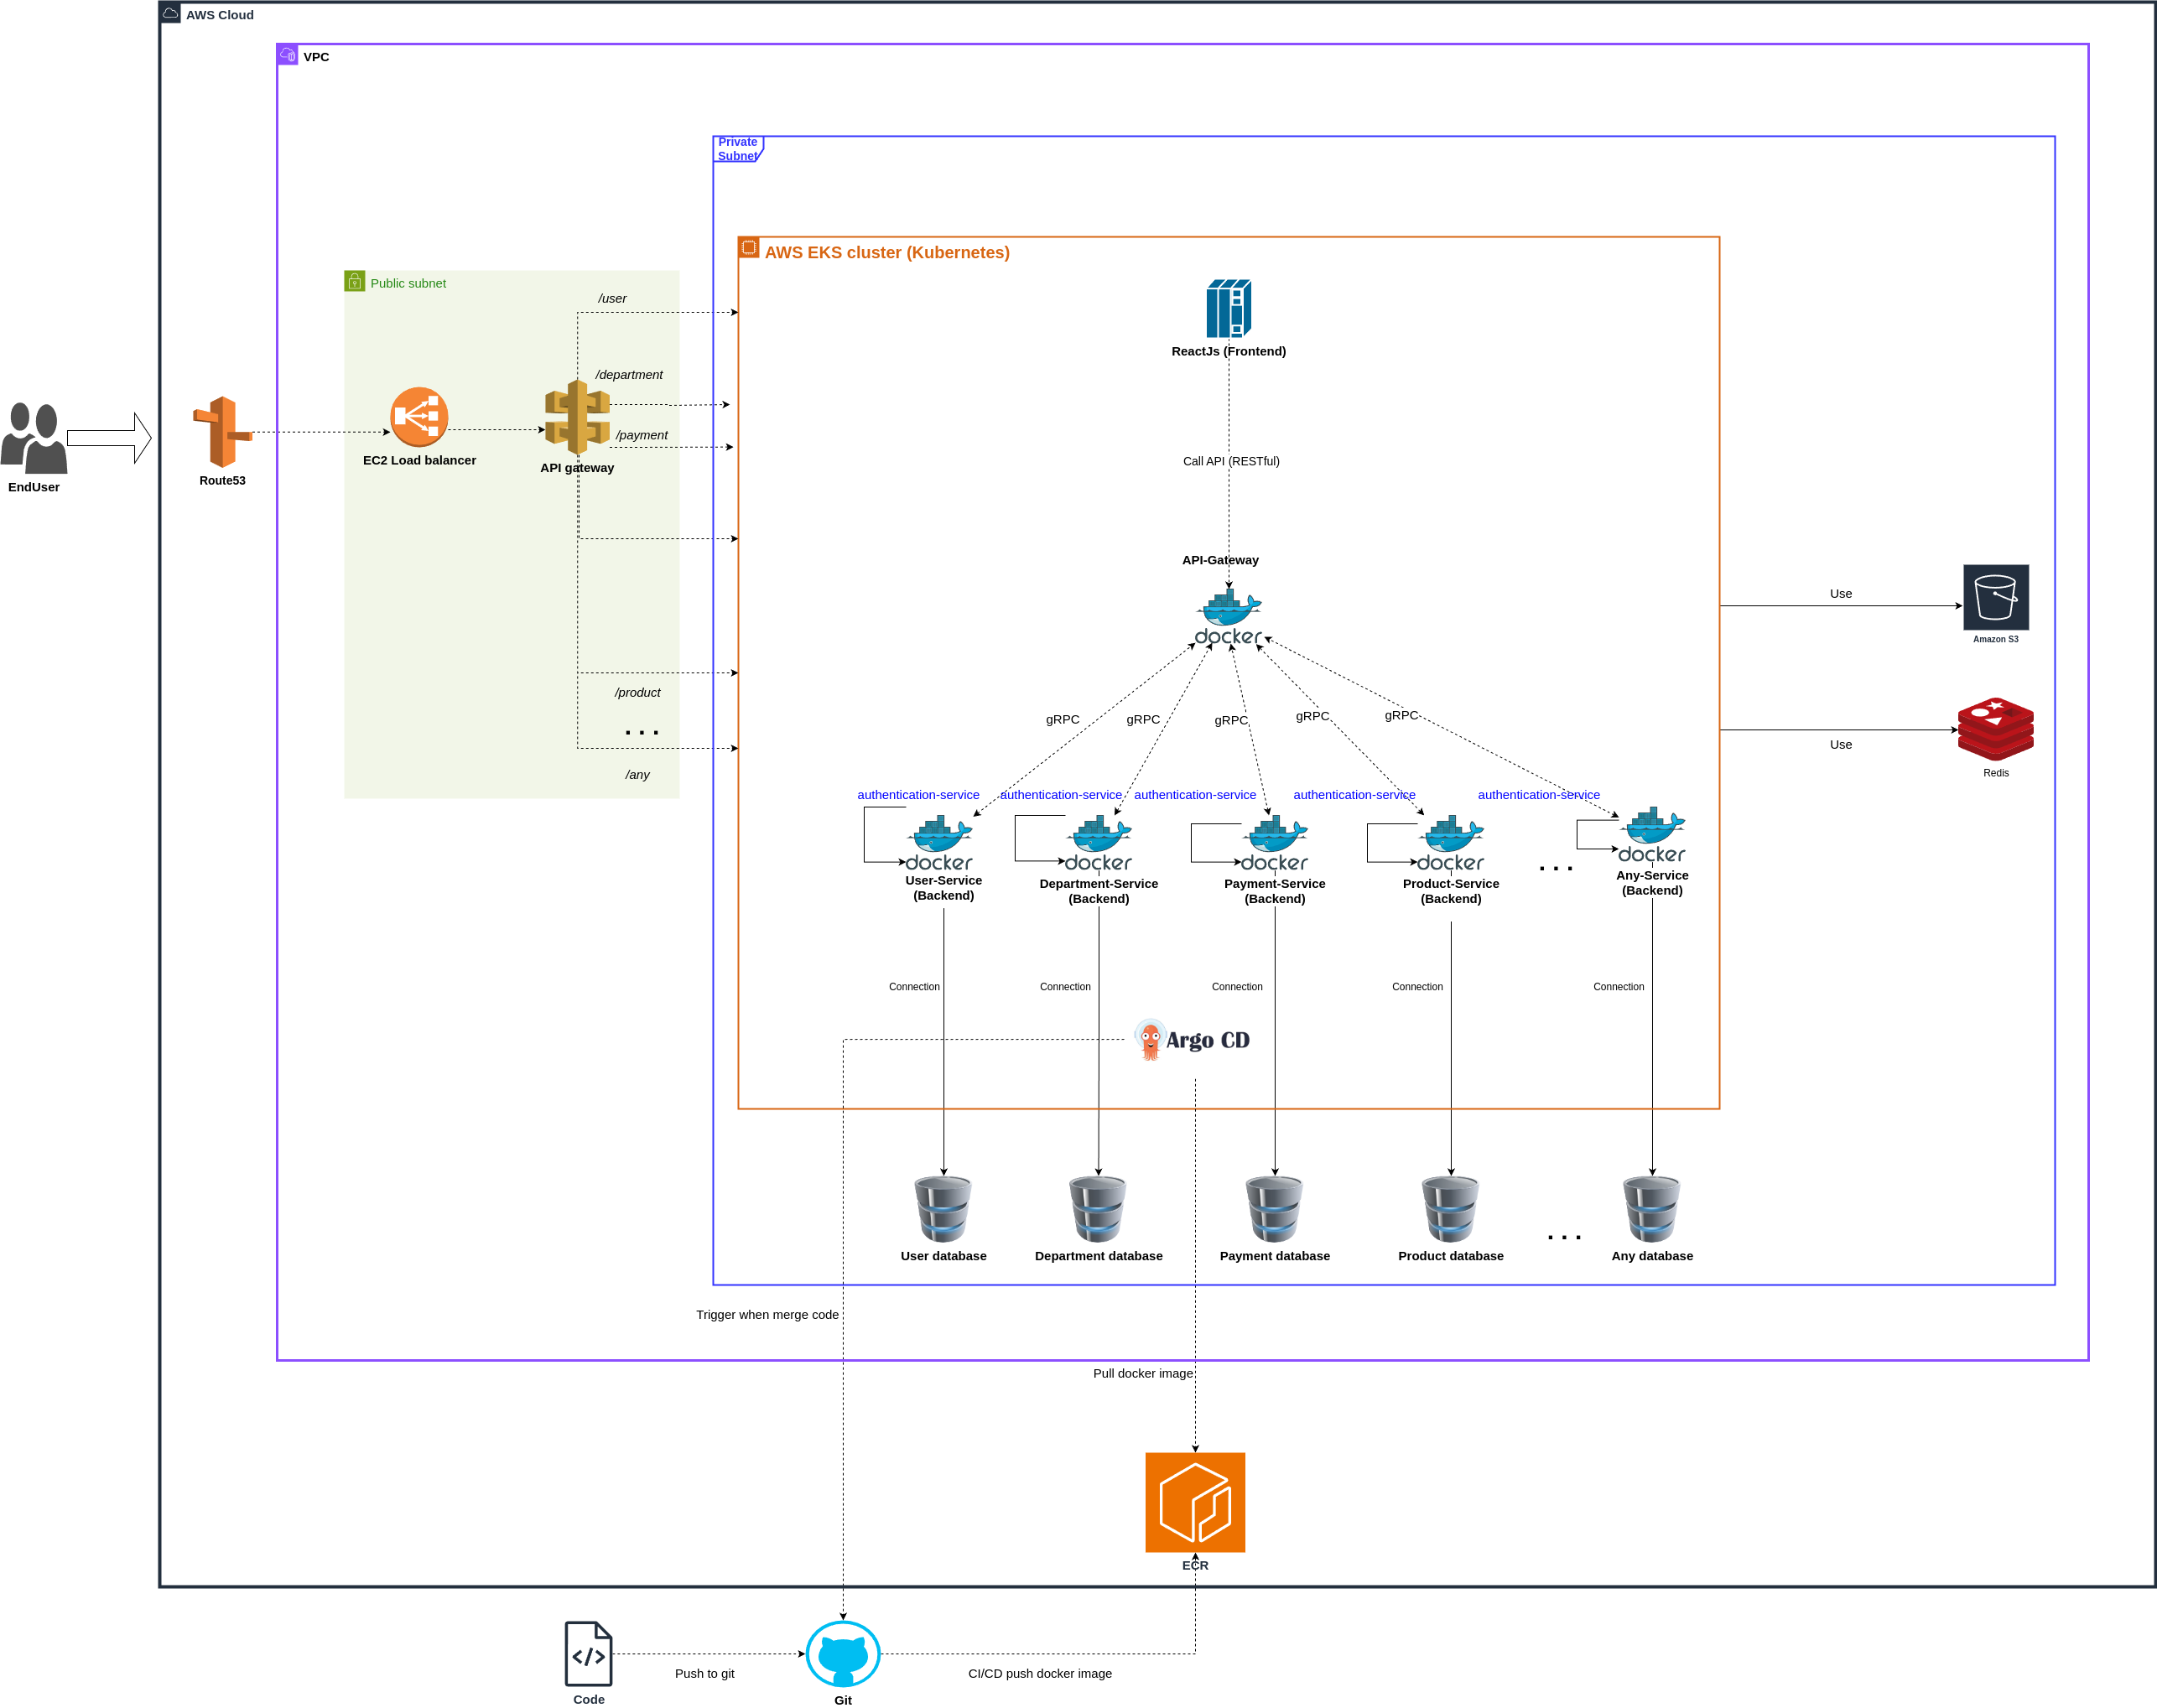 AWS Cloud
VPC
Private
Subnet
AWS EKS cluster (Kubernetes)
Public subnet
/user
ReactJs (Frontend)
/department
/payment
EC2 Load balancer
API gateway
Call API (RESTful)
Route53
EndUser
API-Gateway
docker
Use
Amazon S3
/product
. . .
/any
gRPC
gRPC
gRPC
gRPC
gRPC
Use
Redis
authentication-service
authentication-service
authentication-service
authentication-service
authentication-service
docker
docker
docker
docker
docker
. . .
User-Service
(Backend)
Department-Service
(Backend)
Payment-Service
(Backend)
Product-Service
(Backend)
Any-Service
(Backend)
Connection
Connection
Connection
Connection
Connection
Argo CD
. . .
User database
Department database
Payment database
Product database
Any database
Trigger when merge code
Pull docker image
ECR
Push to git
CI/CD push docker image
Code
Git